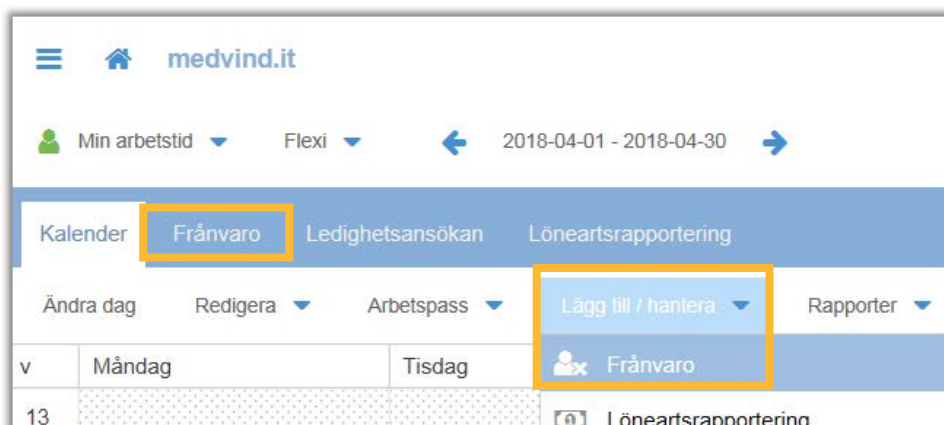 medvind.it
Min arbetstid Flexi 2018-04-01 - 2018-04-30
Kalender Frånvaro Ledighetsansökan Löneartsrapportering
Ändra dag Redigera Arbetspass Lägg till / hantera Rapporter
v Måndag Tisdag Frånvaro
13 Löneartsrapportering